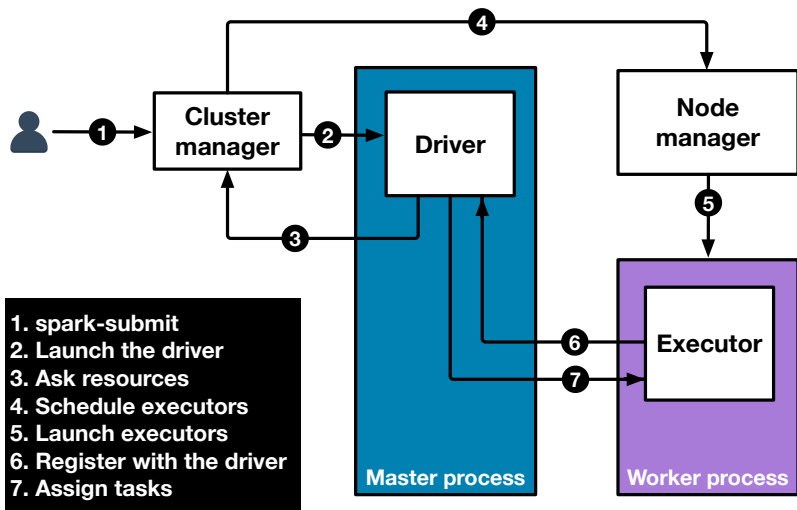 4
Cluster
manager
Driver
Node
manager
1
2
3
5
Executor
6
7
Master process
Worker process
1. spark-submit
2. Launch the driver
3. Ask resources
4. Schedule executors
5. Launch executors
6. Register with the driver
7. Assign tasks